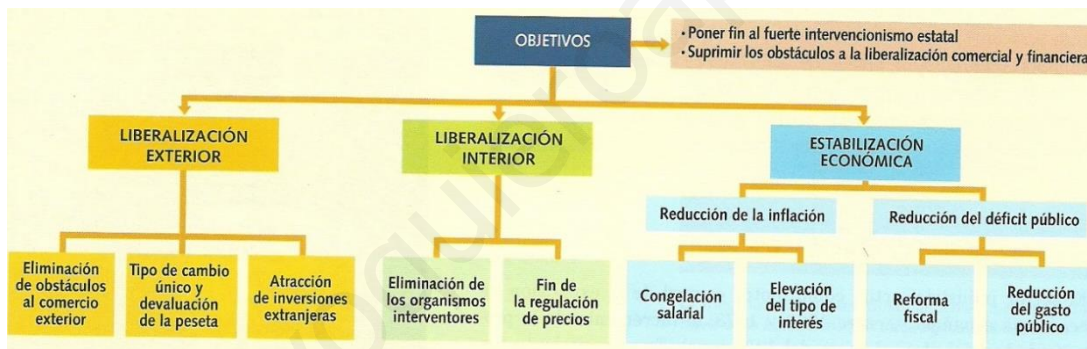 OBJETIVOS
• Poner fin al fuerte intervencionismo estatal
• Suprimir los obstáculos a la liberalización comercial y financiera
LIBERALIZACIÓN
EXTERIOR
LIBERALIZACIÓN
INTERIOR
ESTABILIZACIÓN
ECONÓMICA
Reducción de la inflación
Reducción del déficit público
Eliminación
de obstáculos
al comercio
exterior
Tipo de cambio
único y
devaluación
de la peseta
Atracción
de inversiones
extranjeras
Eliminación de
los organismos
interventores
Fin de
la regulación
de precios
Congelación
salarial
Elevación
del tipo de
interés
Reforma
fiscal
Reducción
del gasto
público